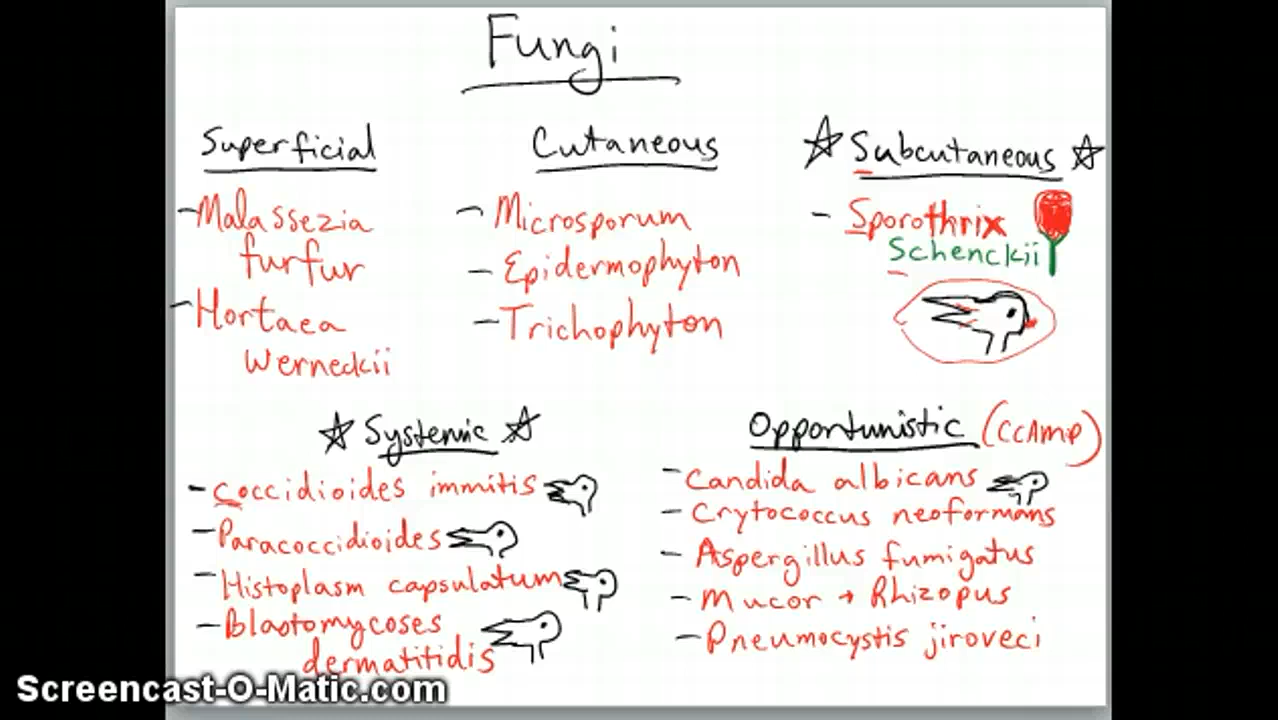 Fungi
Superficial
- Malassezia
furfur
- Hortaea
Werneckii
Cutaneous
- Microsporum
- Epidermophyton
- Trichophyton
Subcutaneous
- Sporothrix
Schenckii
Systemic
- Coccidioides immitis
- Paracoccidioides
- Histoplasm capsulatum
- Blastomycoses
dermatitidis
Opportunistic (CCAMP)
- Candida albicans
- Crytococcus neoformans
- Aspergillus fumigatus
- Mucor + Rhizopus
- Pneumocystis jiroveci
Screencast-O-Matic.com